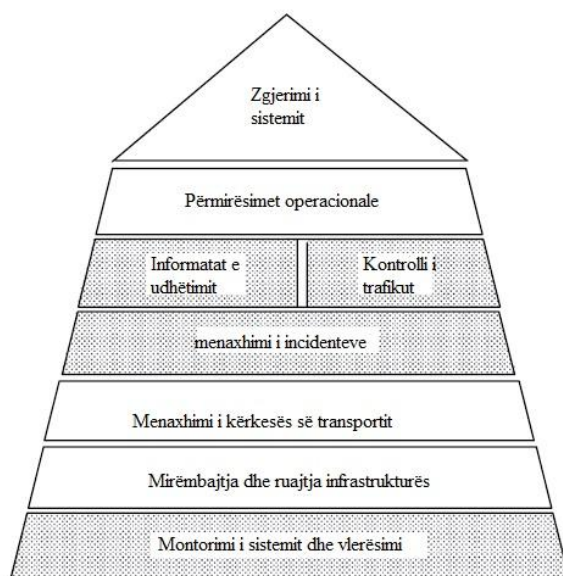 Zgjerimi i
sistemit
Përmirësimet operacionale
Informatat e
udhëtimit
Kontrolli i
trafikut
menaxhimi i incidenteve
Menaxhimi i kërkesës së transportit
Mirëmbajtja dhe ruajtja infrastrukturës
Montorimi i sistemit dhe vlerësimi